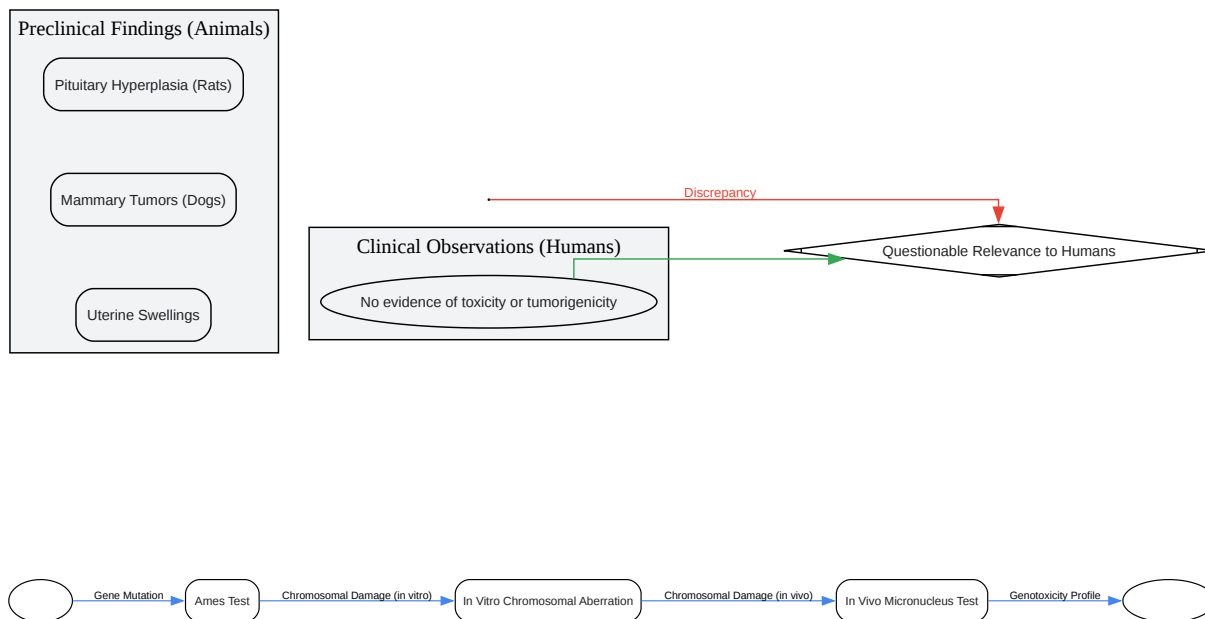 Preclinical Findings (Animals)
Pituitary Hyperplasia (Rats)
Mammary Tumors (Dogs)
Uterine Swellings
Discrepancy
Clinical Observations (Humans)
No evidence of toxicity or tumorigenicity
Questionable Relevance to Humans
Gene Mutation
Ames Test
Chromosomal Damage (in vitro)
In Vitro Chromosomal Aberration
Chromosomal Damage (in vivo)
In Vivo Micronucleus Test
Genotoxicity Profile